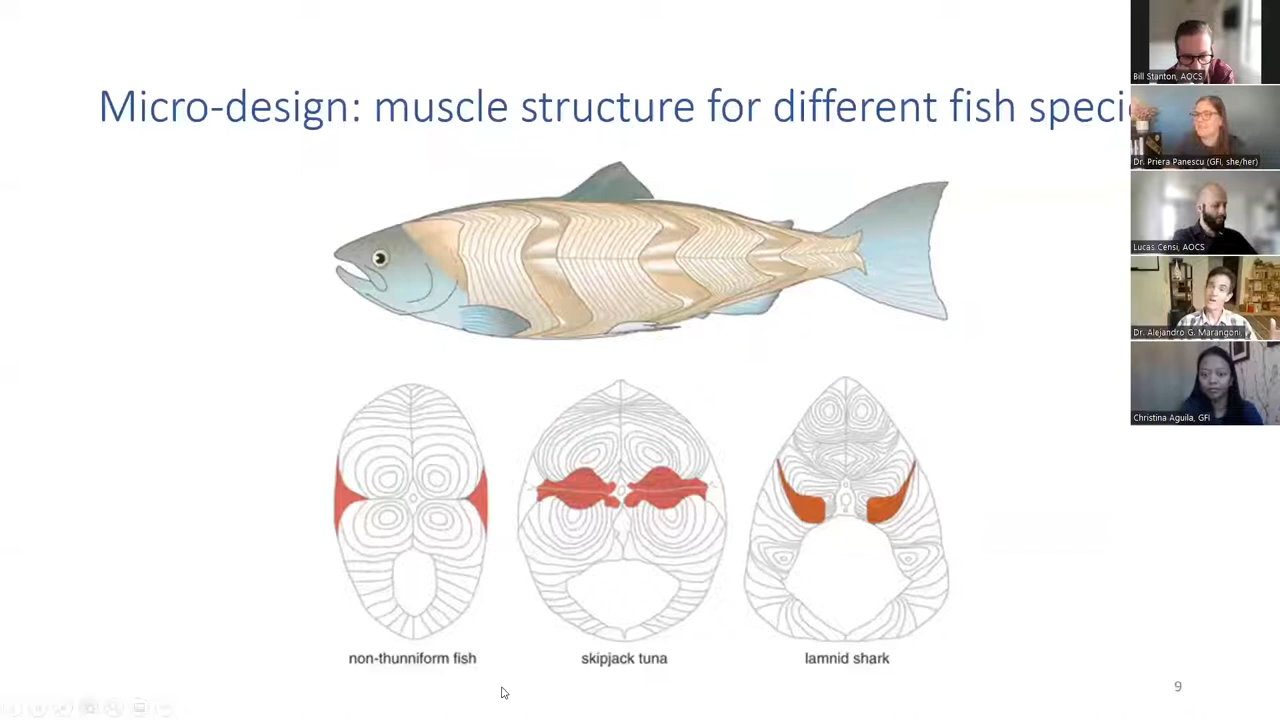 Micro-design: muscle structure for different fish speci
non-thunniform fish
skipjack tuna
lamnid shark
9
Bill Stanton, AOCS
Dr. Priera Panescu (GFI, she/her)
Lucas Censi, AOCS
Dr. Alejandro G. Marangoni
Christina Aguila, GFI